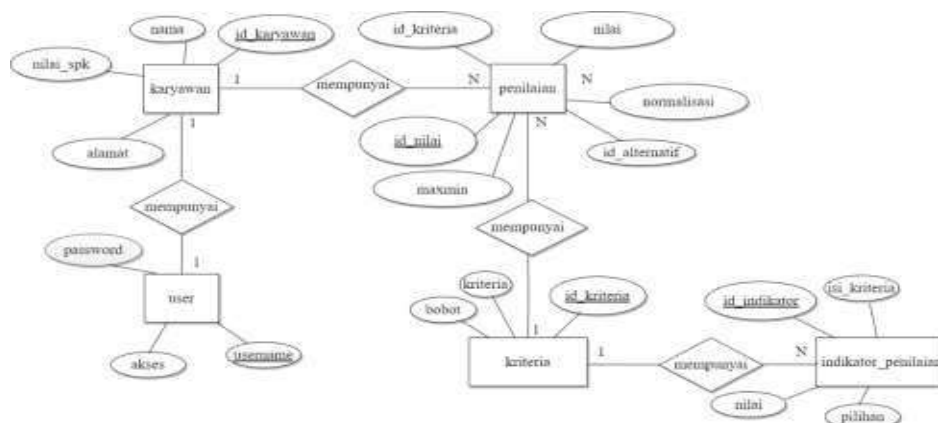 nama
id_karyawan
nilai_spk
karyawan
1
mempunyai
N
id_kriteria
nilai
penilaian
N
normalisasi
1
N
alamat
id_nilai
id_alternatif
maxmin
mempunyai
mempunyai
password
1
user
akses
username
kriteria
id_kriteria
bobot
1
kriteria
1
mempunyai
N
id_indikator
isi_kriteria
indikator_penilaian
nilai
pilihan